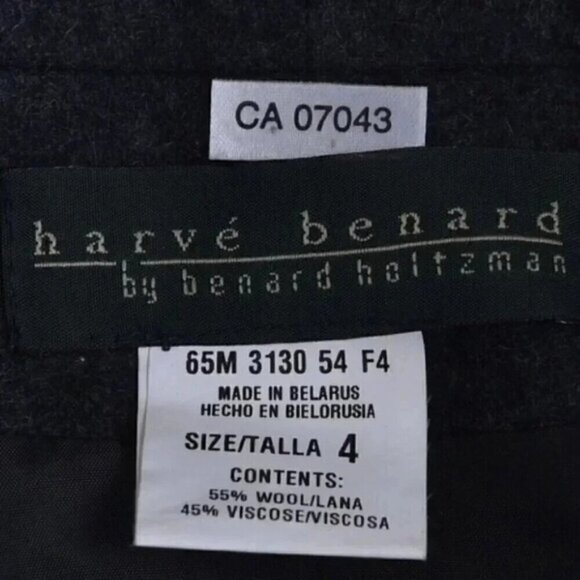 CA 07043
harvé benard
by benard holtzman
65M 3130 54 F4
MADE IN BELARUS
HECHO EN BIELORUSIA
SIZE/TALLA 4
CONTENTS:
55% WOOL/LANA
45% VISCOSE/VISCOSA